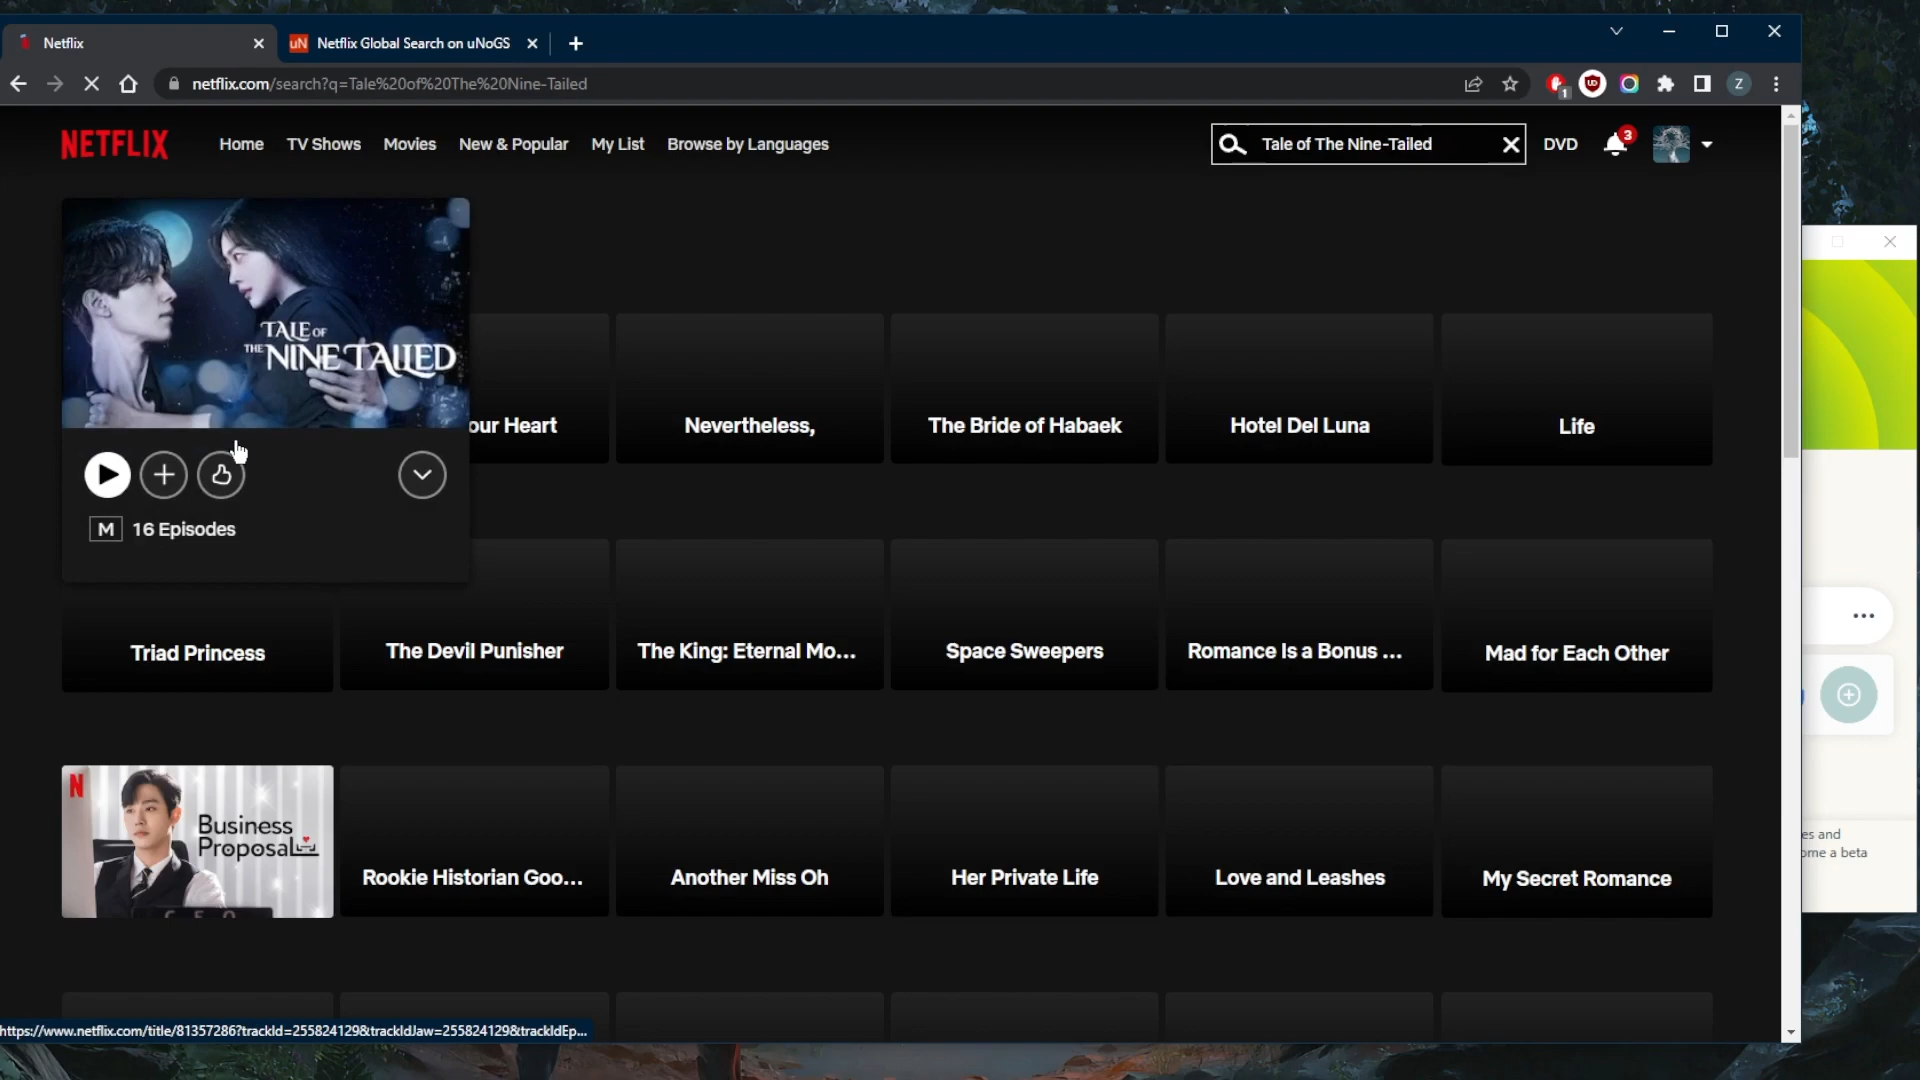 Netflix
uN Netflix Global Search on uNoGS
netflix.com/search?q=Tale%20of%20The%20Nine-Tailed
1
UD
Z
NETFLIX
Home TV Shows Movies New & Popular My List Browse by Languages
Tale of The Nine-Tailed
DVD
3
TALE OF
THE NINE TAILED
our Heart
Nevertheless,
The Bride of Habaek
Hotel Del Luna
Life
M 16 Episodes
Triad Princess
The Devil Punisher
The King: Eternal Mo...
Space Sweepers
Romance Is a Bonus ...
Mad for Each Other
N
Business
Proposal
CEO
Rookie Historian Goo...
Another Miss Oh
Her Private Life
Love and Leashes
My Secret Romance
es and
ome a beta
https://www.netflix.com/title/81357286?trackId=255824129&trackIdJaw=255824129&trackIdEp...